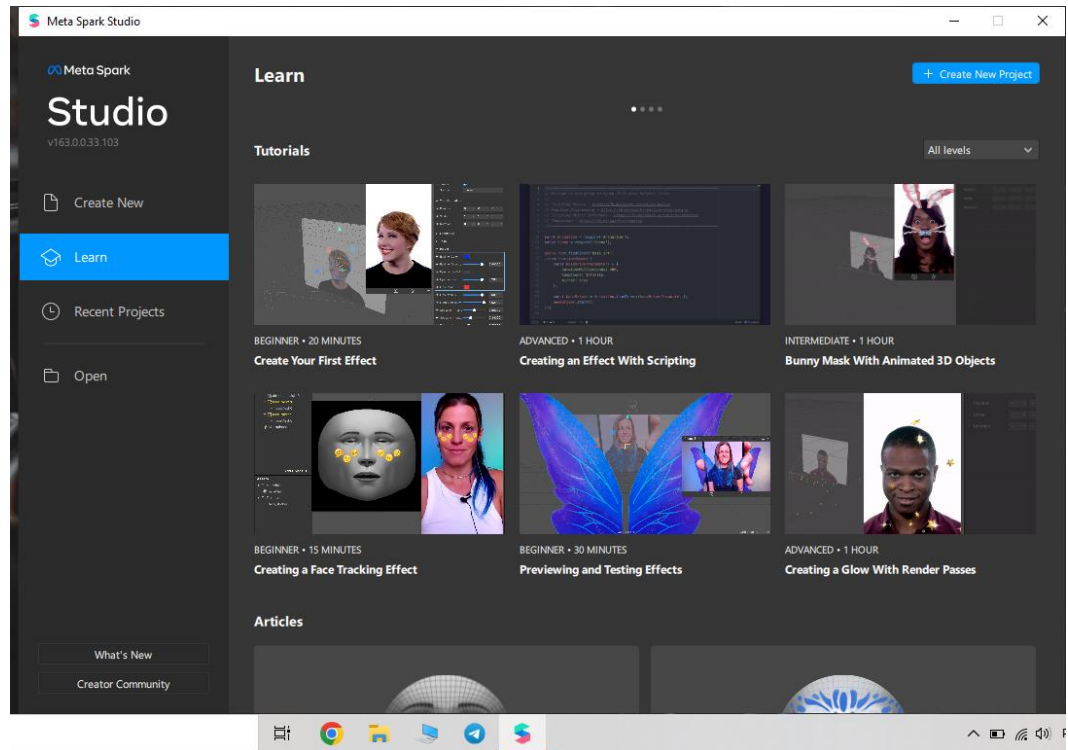 Meta Spark Studio
Meta Spark
Studio
v163.0.0.33.103
Create New
Learn
Recent Projects
Open
What's New
Creator Community
Learn
+ Create New Project
Tutorials
All levels
BEGINNER • 20 MINUTES
Create Your First Effect
ADVANCED • 1 HOUR
Creating an Effect With Scripting
INTERMEDIATE • 1 HOUR
Bunny Mask With Animated 3D Objects
BEGINNER • 15 MINUTES
Creating a Face Tracking Effect
BEGINNER • 30 MINUTES
Previewing and Testing Effects
ADVANCED • 1 HOUR
Creating a Glow With Render Passes
Articles